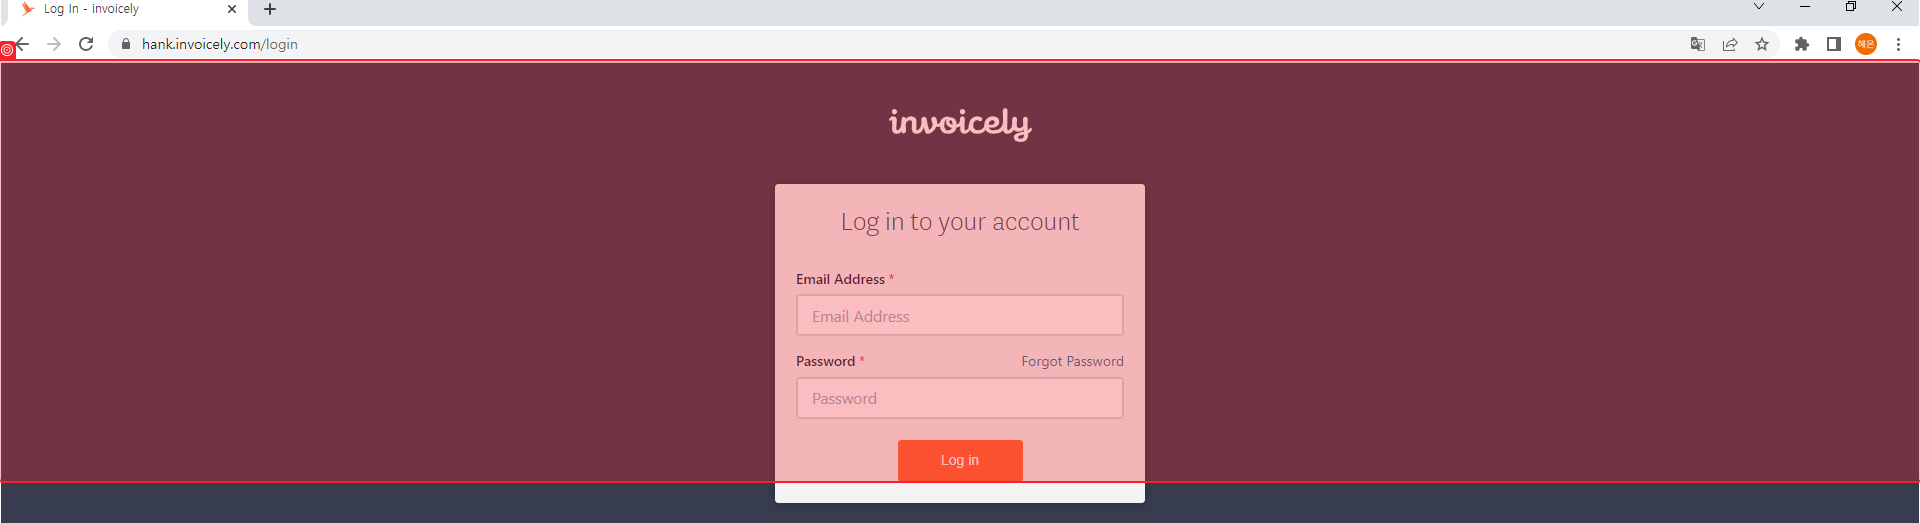 Log In - invoicely
hank.invoicely.com/login
혜은
invoicely
Log in to your account
Email Address *
Email Address
Password * Forgot Password
Password
Log in